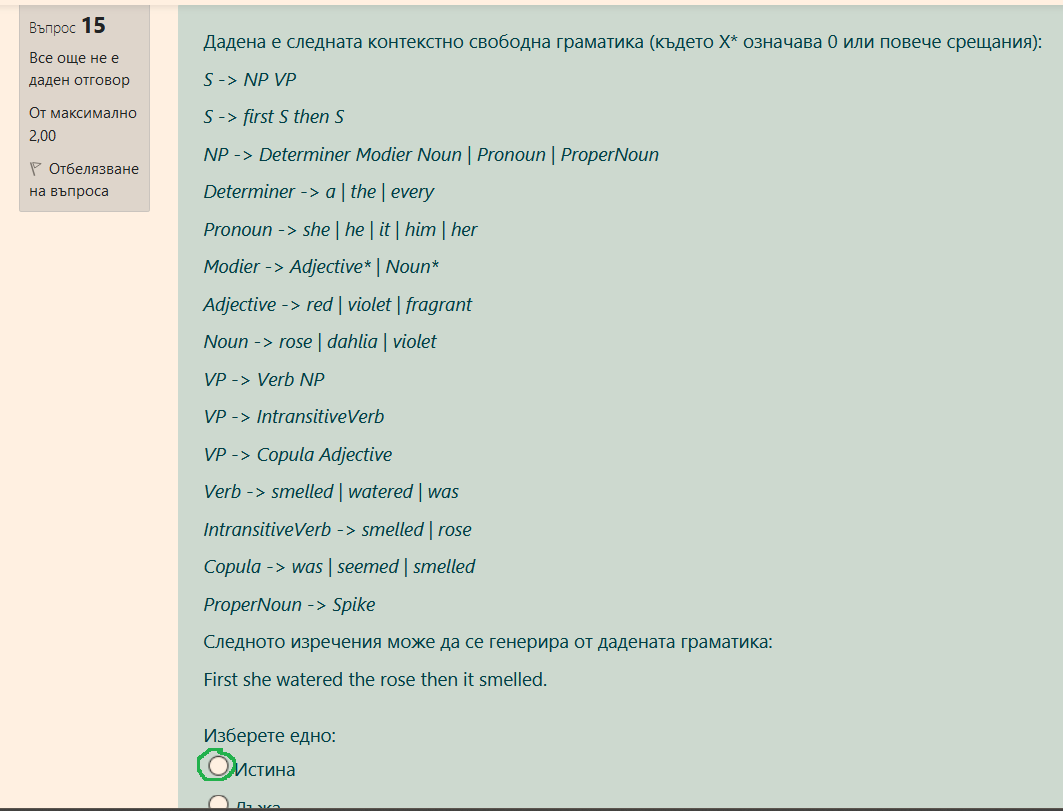 Въпрос 15
Все още не е
даден отговор
От максимално
2,00
Отбелязване
на въпроса
Дадена е следната контекстно свободна граматика (където X* означава 0 или повече срещания):
S -> NP VP
S -> first S then S
NP -> Determiner Modier Noun | Pronoun | ProperNoun
Determiner -> a | the | every
Pronoun -> she | he | it | him | her
Modier -> Adjective* | Noun*
Adjective -> red | violet | fragrant
Noun -> rose | dahlia | violet
VP -> Verb NP
VP -> IntransitiveVerb
VP -> Copula Adjective
Verb -> smelled | watered | was
IntransitiveVerb -> smelled | rose
Copula -> was | seemed | smelled
ProperNoun -> Spike
Следното изречения може да се генерира от дадената граматика:
First she watered the rose then it smelled.
Изберете едно:
Истина